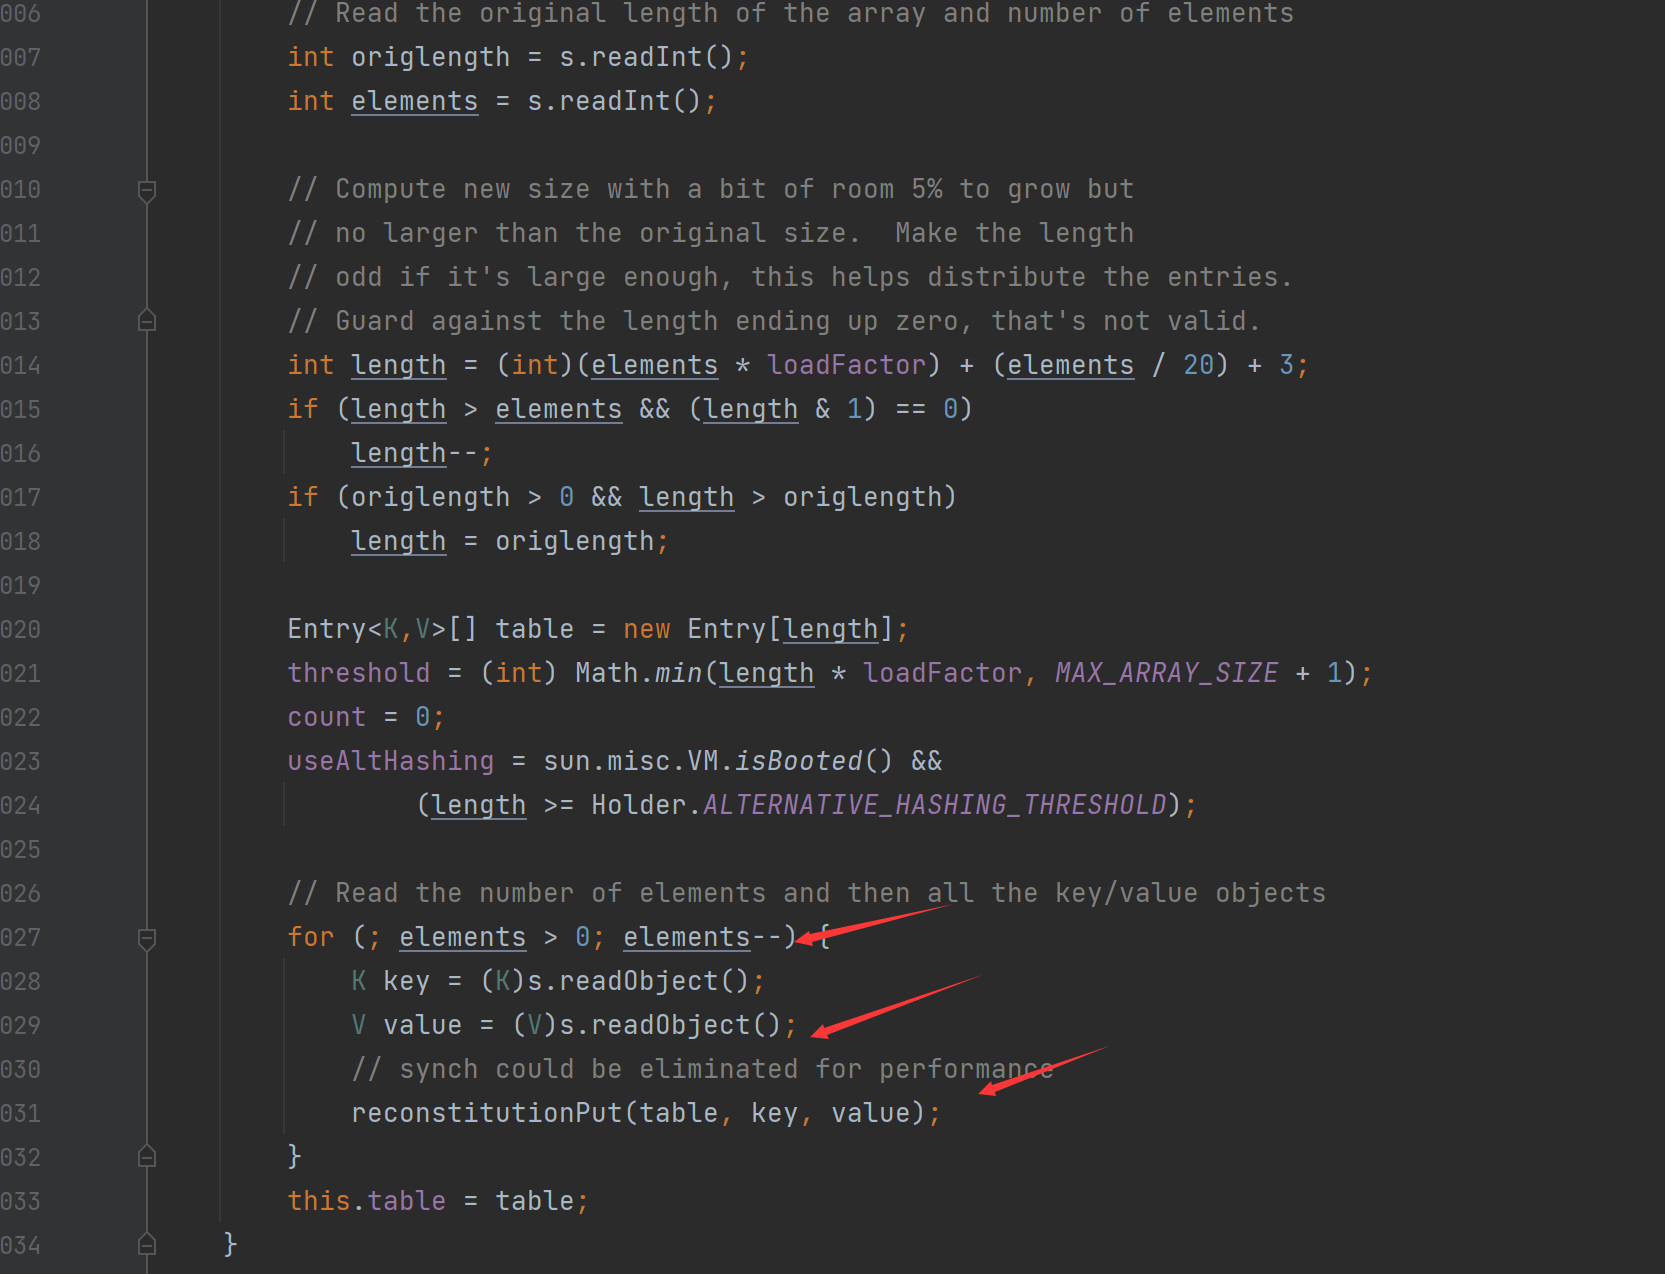 006 // Read the original length of the array and number of elements
007 int origlength = s.readInt();
008 int elements = s.readInt();
009
010 // Compute new size with a bit of room 5% to grow but
011 // no larger than the original size.  Make the length
012 // odd if it's large enough, this helps distribute the entries.
013 // Guard against the length ending up zero, that's not valid.
014 int length = (int)(elements * loadFactor) + (elements / 20) + 3;
015 if (length > elements && (length & 1) == 0)
016 length--;
017 if (origlength > 0 && length > origlength)
018 length = origlength;
019
020 Entry<K,V>[] table = new Entry[length];
021 threshold = (int) Math.min(length * loadFactor, MAX_ARRAY_SIZE + 1);
022 count = 0;
023 useAltHashing = sun.misc.VM.isBooted() &&
024 (length >= Holder.ALTERNATIVE_HASHING_THRESHOLD);
025
026 // Read the number of elements and then all the key/value objects
027 for (; elements > 0; elements--) {
028 K key = (K)s.readObject();
029 V value = (V)s.readObject();
030 // synch could be eliminated for performance
031 reconstitutionPut(table, key, value);
032 }
033 this.table = table;
034 }